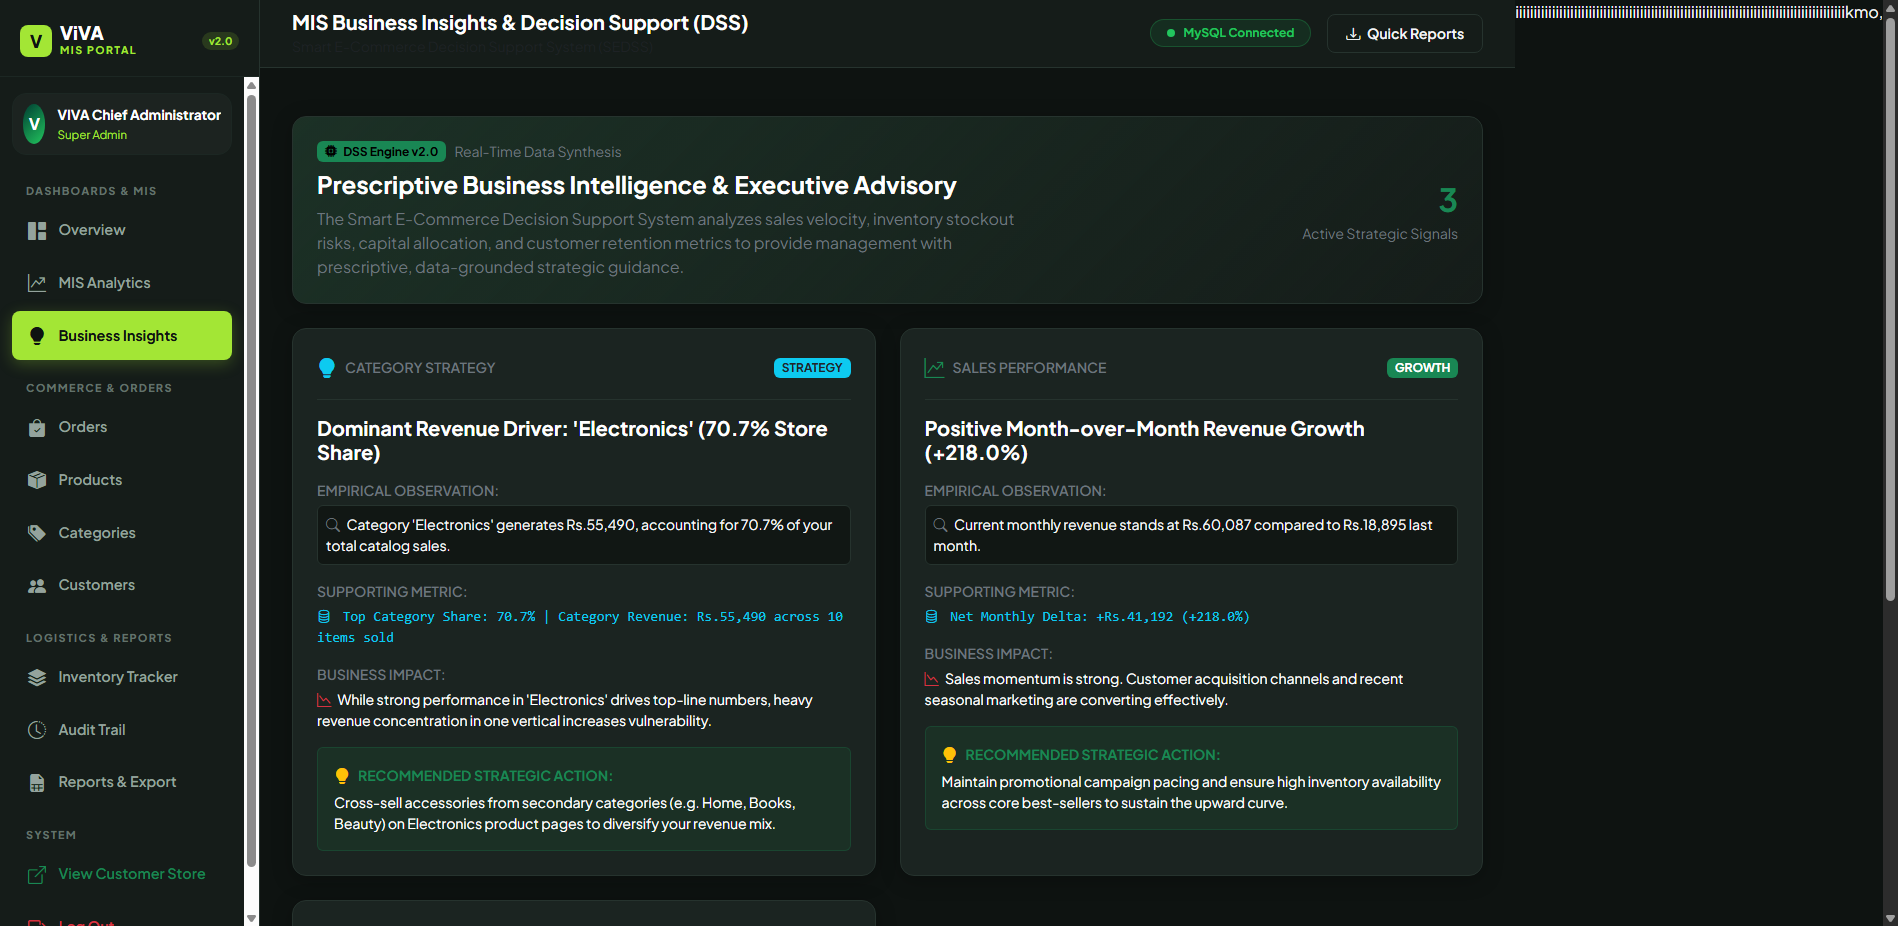 V
ViVA
MIS PORTAL
v2.0
V
VIVA Chief Administrator
Super Admin
DASHBOARDS & MIS
Overview
MIS Analytics
Business Insights
COMMERCE & ORDERS
Orders
Products
Categories
Customers
LOGISTICS & REPORTS
Inventory Tracker
Audit Trail
Reports & Export
SYSTEM
View Customer Store
Log Out
MIS Business Insights & Decision Support (DSS)
MySQL Connected
Quick Reports
DSS Engine v2.0
Real-Time Data Synthesis
Prescriptive Business Intelligence & Executive Advisory
The Smart E-Commerce Decision Support System analyzes sales velocity, inventory stockout
risks, capital allocation, and customer retention metrics to provide management with
prescriptive, data-grounded strategic guidance.
3
Active Strategic Signals
CATEGORY STRATEGY
STRATEGY
Dominant Revenue Driver: 'Electronics' (70.7% Store
Share)
EMPIRICAL OBSERVATION:
Category 'Electronics' generates Rs.55,490, accounting for 70.7% of your
total catalog sales.
SUPPORTING METRIC:
Top Category Share: 70.7% | Category Revenue: Rs.55,490 across 10
items sold
BUSINESS IMPACT:
While strong performance in 'Electronics' drives top-line numbers, heavy
revenue concentration in one vertical increases vulnerability.
RECOMMENDED STRATEGIC ACTION:
Cross-sell accessories from secondary categories (e.g. Home, Books,
Beauty) on Electronics product pages to diversify your revenue mix.
SALES PERFORMANCE
GROWTH
Positive Month-over-Month Revenue Growth
(+218.0%)
EMPIRICAL OBSERVATION:
Current monthly revenue stands at Rs.60,087 compared to Rs.18,895 last
month.
SUPPORTING METRIC:
Net Monthly Delta: +Rs.41,192 (+218.0%)
BUSINESS IMPACT:
Sales momentum is strong. Customer acquisition channels and recent
seasonal marketing are converting effectively.
RECOMMENDED STRATEGIC ACTION:
Maintain promotional campaign pacing and ensure high inventory availability
across core best-sellers to sustain the upward curve.